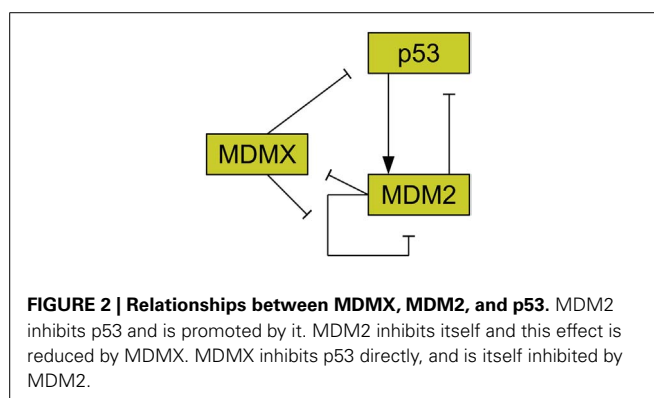 p53
MDMX
MDM2
FIGURE 2 | Relationships between MDMX, MDM2, and p53. MDM2
inhibits p53 and is promoted by it. MDM2 inhibits itself and this effect is
reduced by MDMX. MDMX inhibits p53 directly, and is itself inhibited by
MDM2.